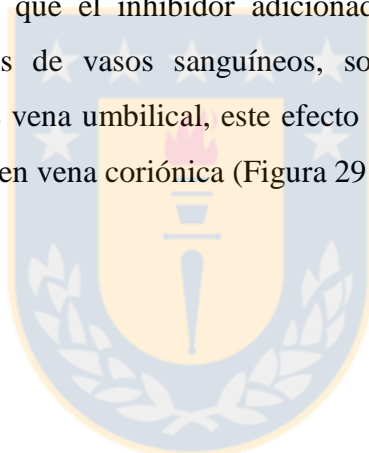 que el inhibidor adicionad
s de vasos sanguíneos, so
vena umbilical, este efecto
en vena coriónica (Figura 29